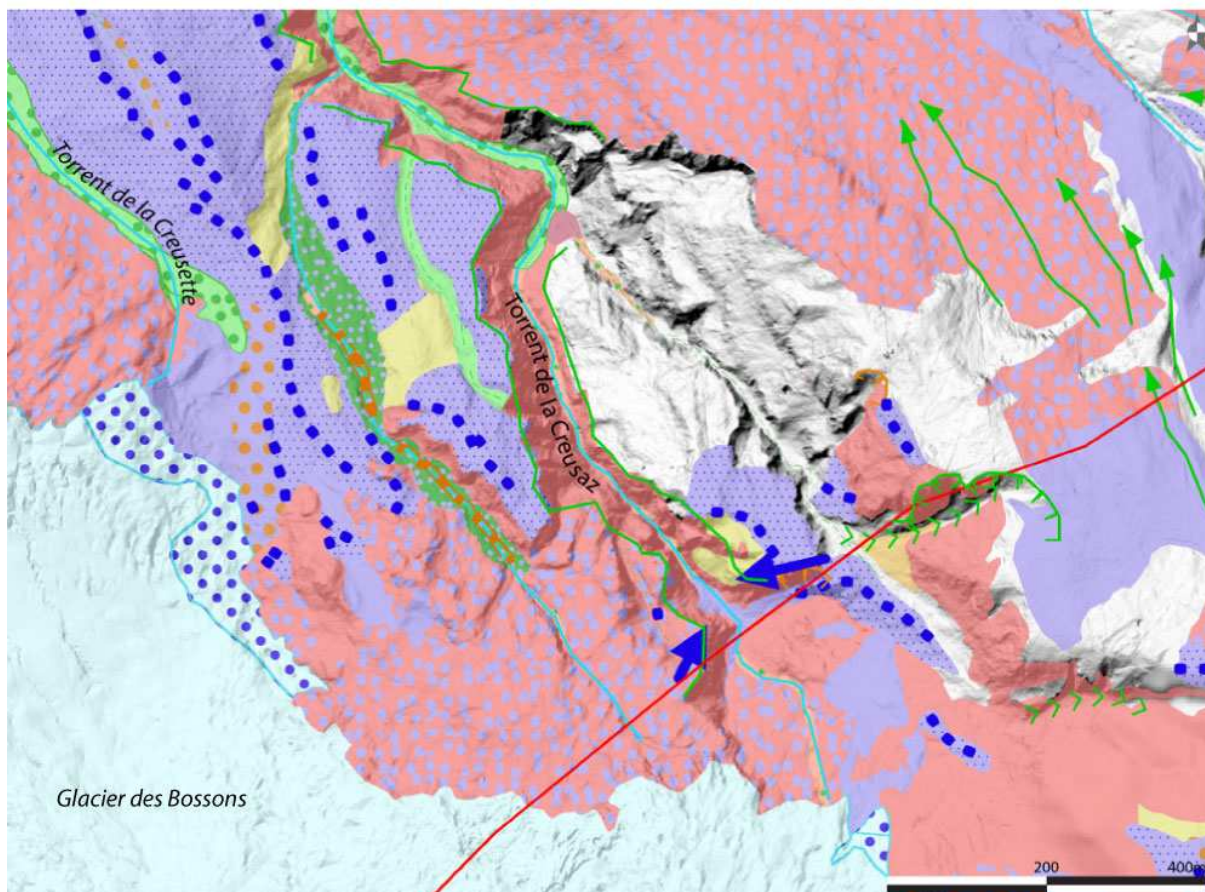 Torrent de la Creusette
Torrent de la Creusaz
Glacier des Bossons
200
400m